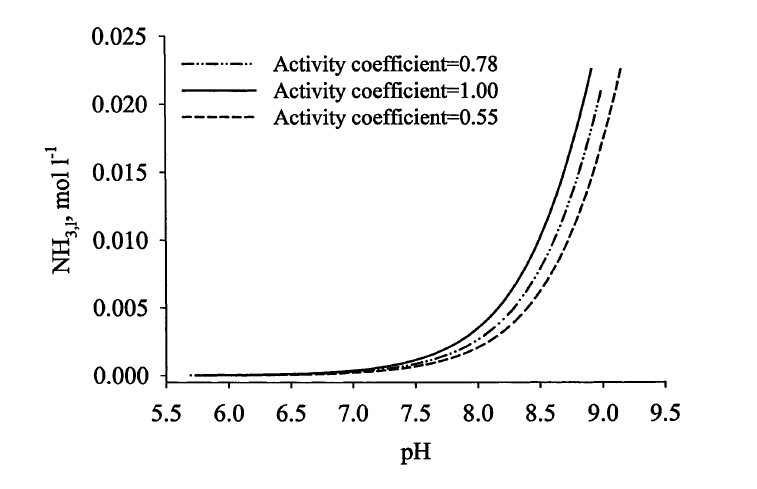 0.025
0.020
0.015
0.010
0.005
0.000
NH3,l, mol l-1
Activity coefficient=0.78
Activity coefficient=1.00
Activity coefficient=0.55
5.5 6.0 6.5 7.0 7.5 8.0 8.5 9.0 9.5
pH